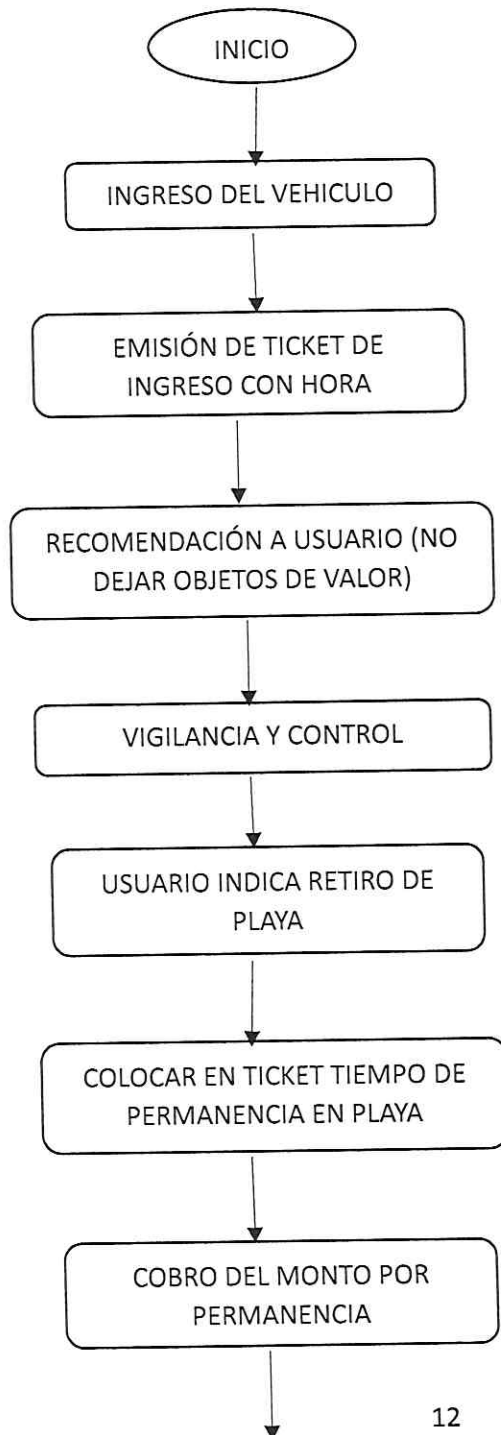 INICIO
INGRESO DEL VEHICULO
EMISIÓN DE TICKET DE
INGRESO CON HORA
RECOMENDACIÓN A USUARIO (NO
DEJAR OBJETOS DE VALOR)
VIGILANCIA Y CONTROL
USUARIO INDICA RETIRO DE
PLAYA
COLOCAR EN TICKET TIEMPO DE
PERMANENCIA EN PLAYA
COBRO DEL MONTO POR
PERMANENCIA
12